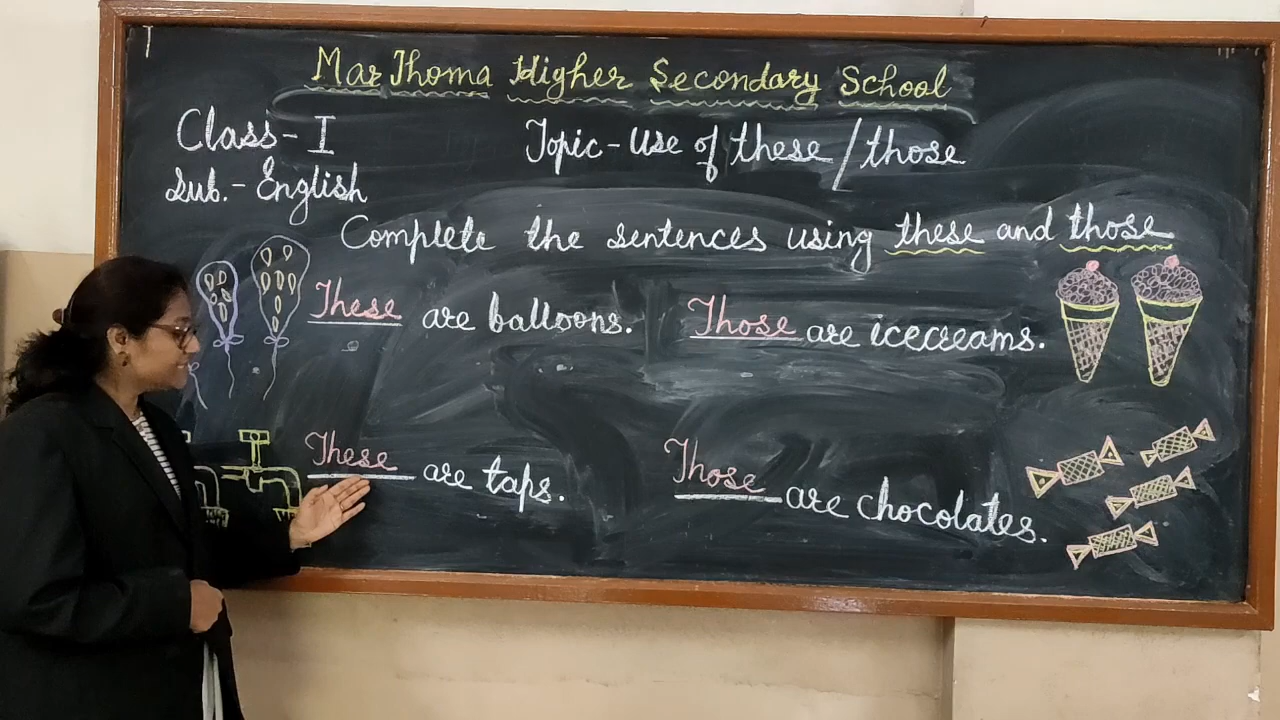 Mar Thoma Higher Secondary School
Class - I
Topic - Use of these / those
Sub. - English
Complete the sentences using these and those
These are balloons.
Those are icecreams.
These are taps.
Those are chocolates.